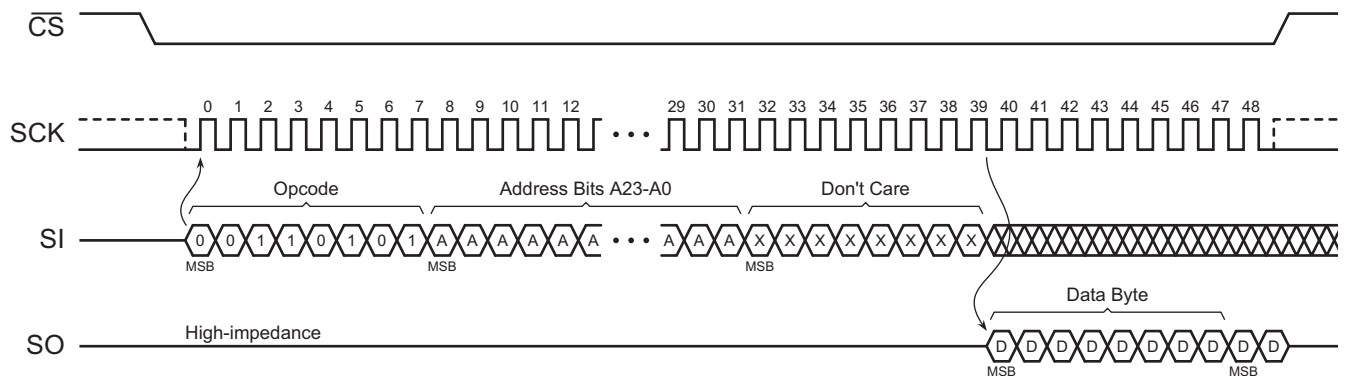 CS
0 1 2 3 4 5 6 7 8 9 10 11 12 29 30 31 32 33 34 35 36 37 38 39 40 41 42 43 44 45 46 47 48
SCK
Opcode Address Bits A23-A0 Don't Care
SI 0 0 1 1 0 1 0 1 A A A A A A A A A X X X X X X X X
MSB MSB MSB
Data Byte
High-impedance
SO D D D D D D D D D D
MSB MSB